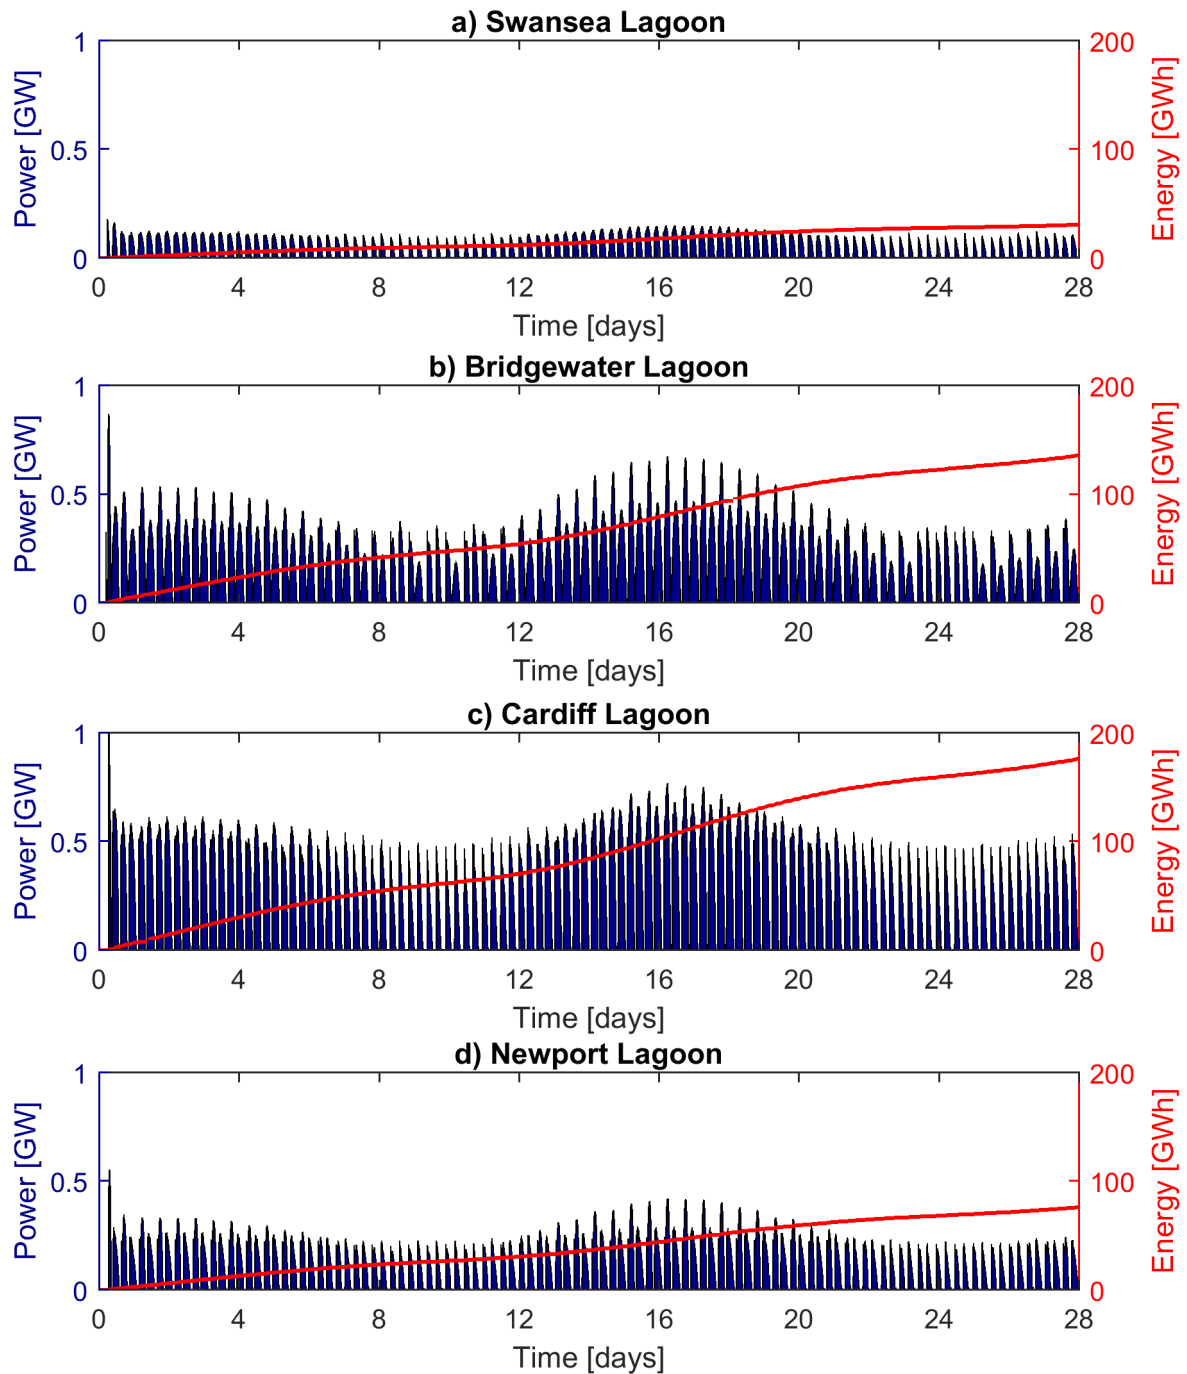 a) Swansea Lagoon
1
0.5
0
Power [GW]
200
100
0
Energy [GWh]
0 4 8 12 16 20 24 28
Time [days]
b) Bridgewater Lagoon
1
0.5
0
Power [GW]
200
100
0
Energy [GWh]
0 4 8 12 16 20 24 28
Time [days]
c) Cardiff Lagoon
1
0.5
0
Power [GW]
200
100
0
Energy [GWh]
0 4 8 12 16 20 24 28
Time [days]
d) Newport Lagoon
1
0.5
0
Power [GW]
200
100
0
Energy [GWh]
0 4 8 12 16 20 24 28
Time [days]